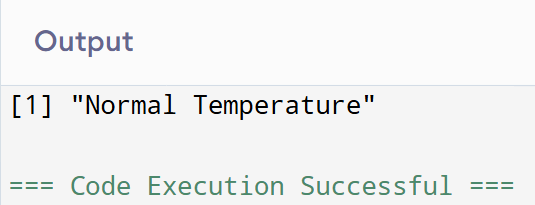 Output
[1] "Normal Temperature"
=== Code Execution Successful ===